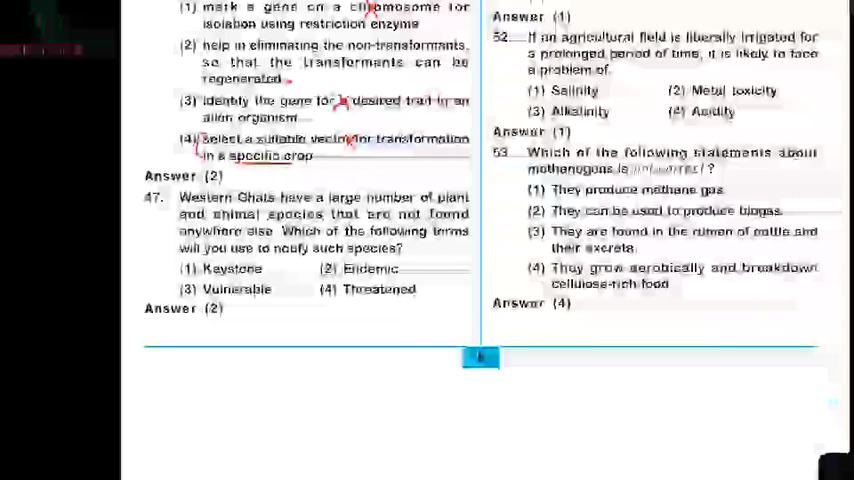 (1) mark a gene on a chromosome for
isolation using restriction enzyme
(2) help in eliminating the non-transformants,
so that the transformants can be
regenerated
(3) identify the gene for a desired trait in an
alien organism
(4) select a suitable vector for transformation
in a specific crop
Answer (2)
47. Western Ghats have a large number of plant
and animal species that are not found
anywhere else. Which of the following terms
will you use to notify such species?
(1) Keystone (2) Endemic
(3) Vulnerable (4) Threatened
Answer (2)
Answer (1)
52. If an agricultural field is liberally irrigated for
a prolonged period of time, it is likely to face
a problem of
(1) Salinity (2) Metal toxicity
(3) Alkalinity (4) Acidity
Answer (1)
53. Which of the following statements about
methanogens is not correct?
(1) They produce methane gas
(2) They can be used to produce biogas
(3) They are found in the rumen of cattle and
their excreta
(4) They grow aerobically and breakdown
cellulose-rich food
Answer (4)